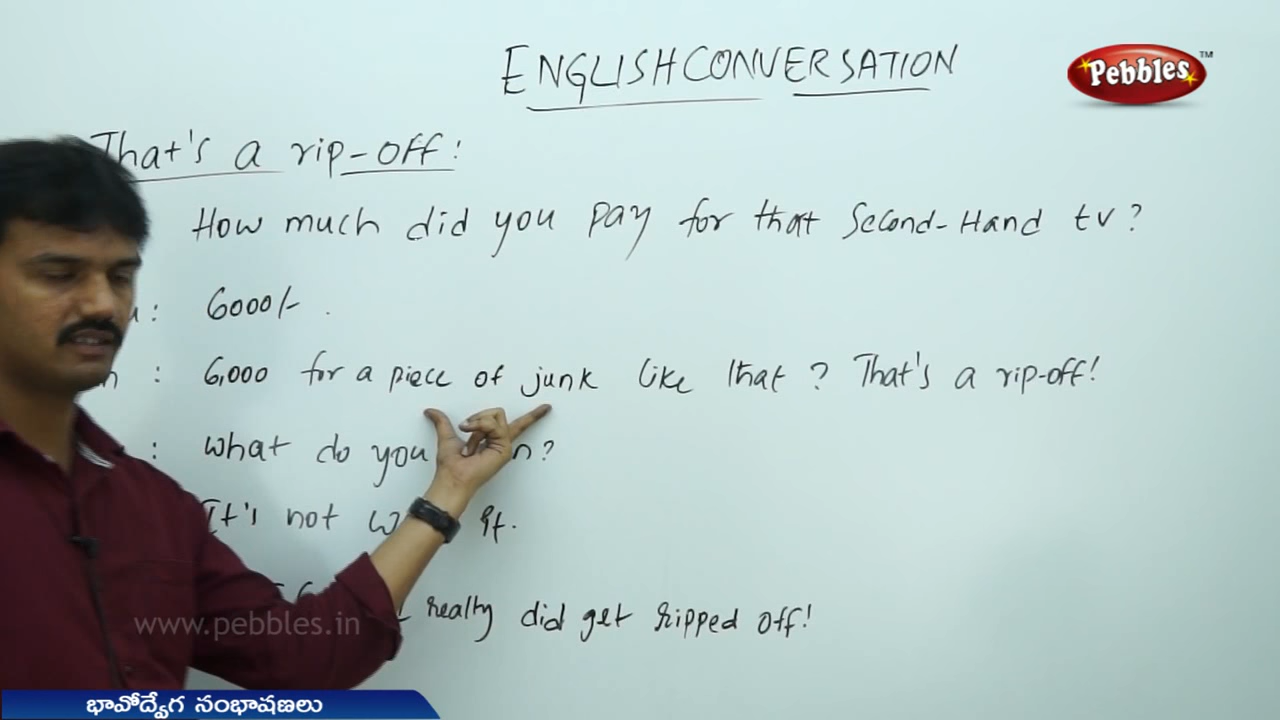 ENGLISH CONVERSATION
Pebbles™
That's a rip-off!
How much did you pay for that Second-Hand tv?
: 6000/-.
: 6,000 for a piece of junk like that? That's a rip-off!
: what do you
It's not it.
really did get ripped off!
www.pebbles.in
భావోద్వేగ సంభాషణలు